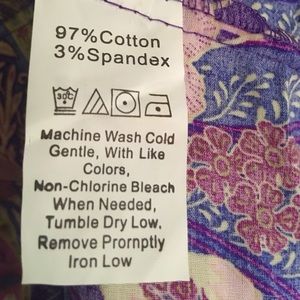 97%Cotton
3%Spandex
30C
Machine Wash Cold
Gentle, With Like
Colors,
Non-Chlorine Bleach
When Needed,
Tumble Dry Low.
Remove Prornptly
Iron Low